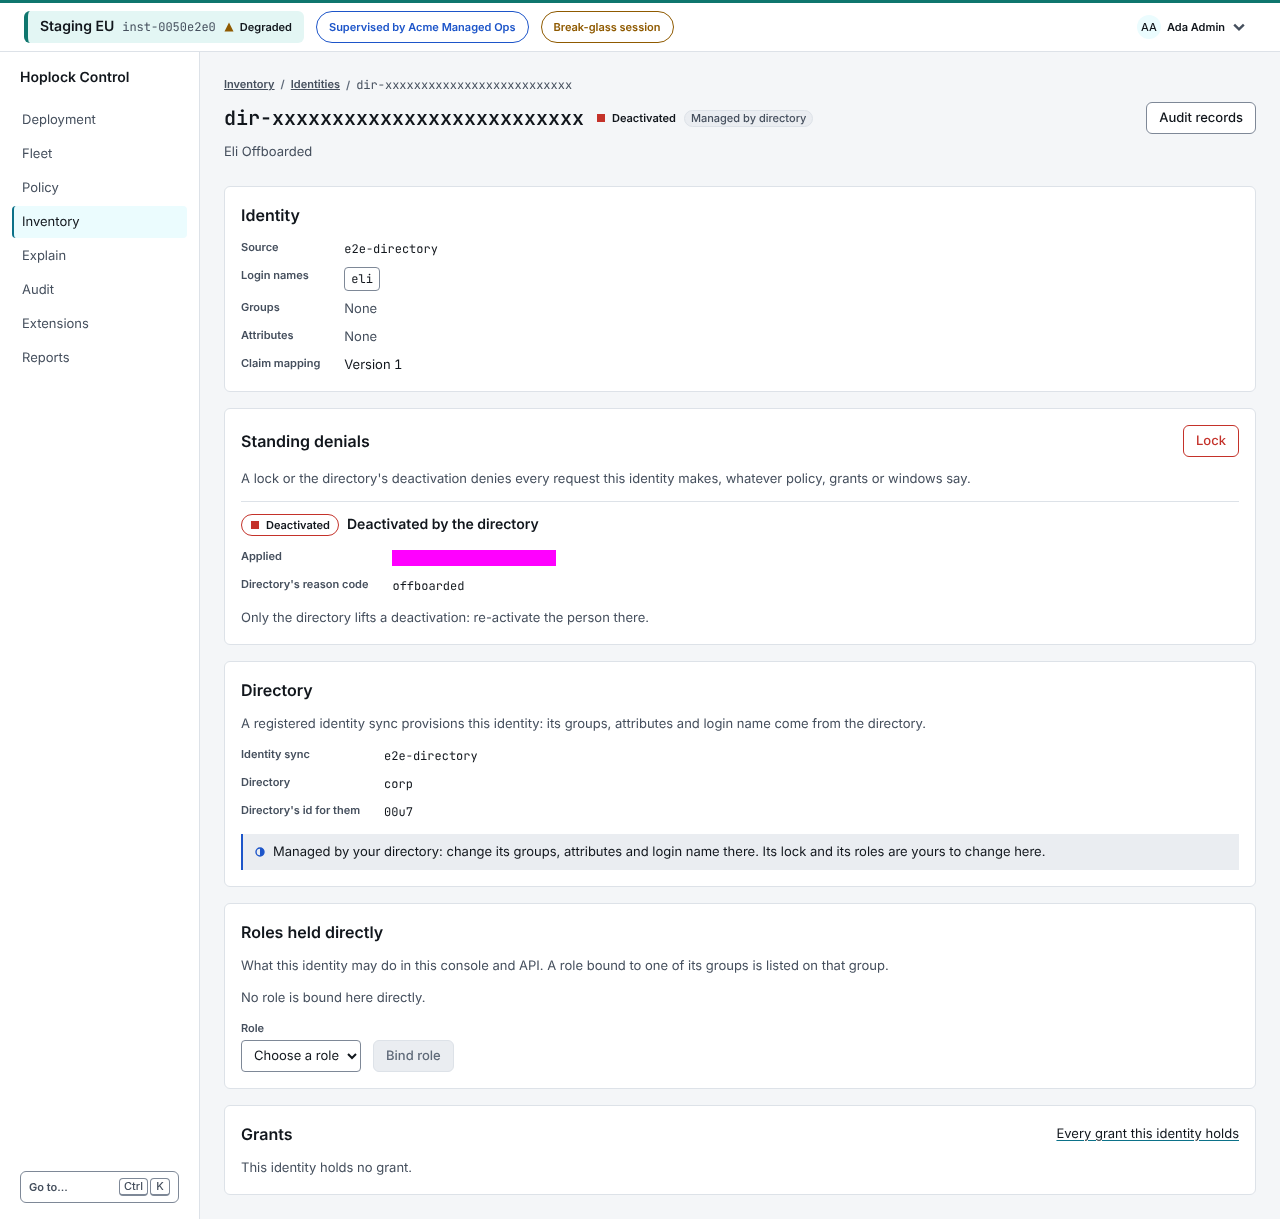 Staging EU inst-0050e2e0 Degraded
Supervised by Acme Managed Ops
Break-glass session
AA Ada Admin
Hoplock Control
Deployment
Fleet
Policy
Inventory
Explain
Audit
Extensions
Reports
Go to...
Ctrl K
Inventory / Identities / dir-xxxxxxxxxxxxxxxxxxxxxxxxxx
dir-xxxxxxxxxxxxxxxxxxxxxxxxxx Deactivated Managed by directory
Audit records
Eli Offboarded
Identity
Source e2e-directory
Login names eli
Groups None
Attributes None
Claim mapping Version 1
Standing denials
Lock
A lock or the directory's deactivation denies every request this identity makes, whatever policy, grants or windows say.
Deactivated Deactivated by the directory
Applied
Directory's reason code offboarded
Only the directory lifts a deactivation: re-activate the person there.
Directory
A registered identity sync provisions this identity: its groups, attributes and login name come from the directory.
Identity sync e2e-directory
Directory corp
Directory's id for them 00u7
Managed by your directory: change its groups, attributes and login name there. Its lock and its roles are yours to change here.
Roles held directly
What this identity may do in this console and API. A role bound to one of its groups is listed on that group.
No role is bound here directly.
Role
Choose a role
Bind role
Grants
Every grant this identity holds
This identity holds no grant.